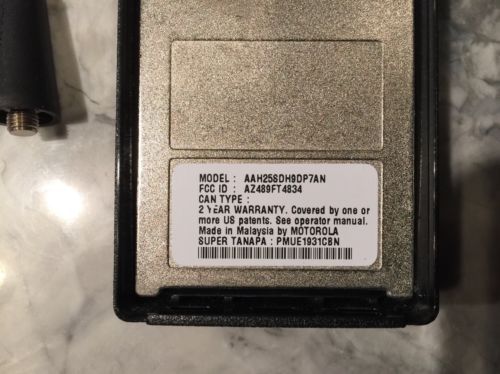 MODEL : AAH25SDH9DP7AN
FCC ID : AZ489FT4834
CAN TYPE :
2 YEAR WARRANTY. Covered by one or
more US patents. See operator manual.
Made in Malaysia by MOTOROLA
SUPER TANAPA : PMUE1931CBN